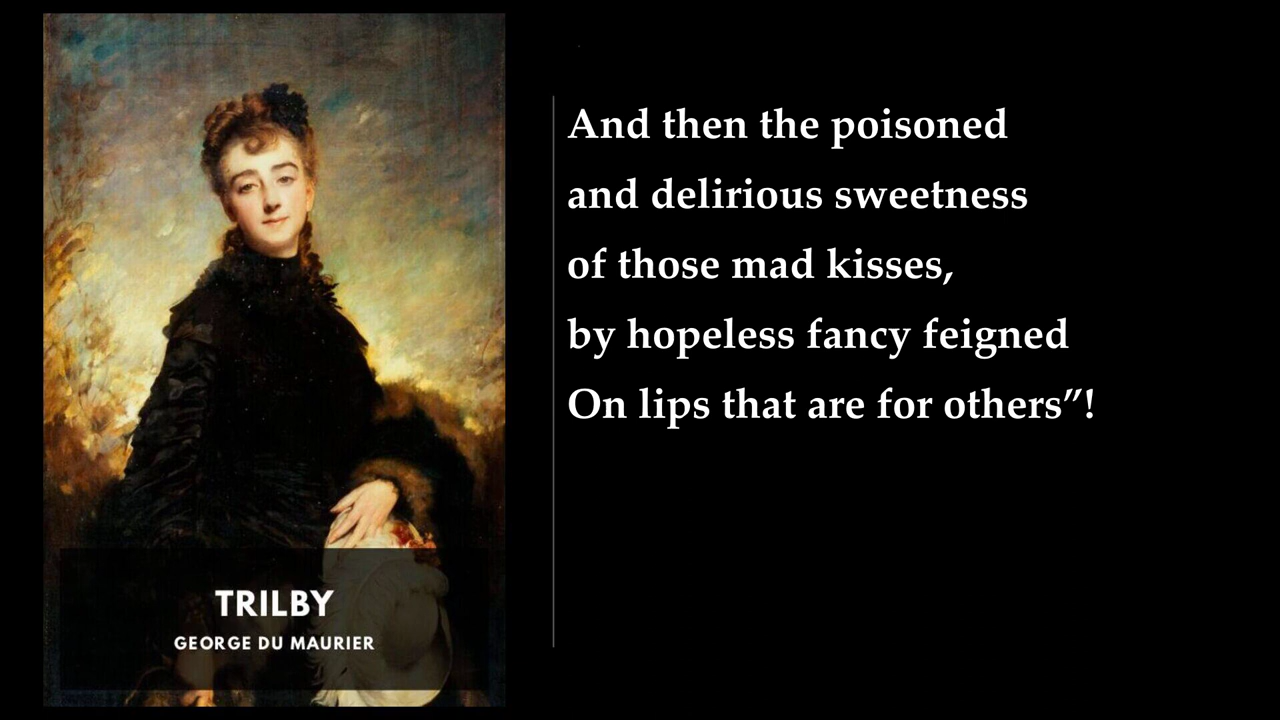 TRILBY
GEORGE DU MAURIER
And then the poisoned
and delirious sweetness
of those mad kisses,
by hopeless fancy feigned
On lips that are for others”!